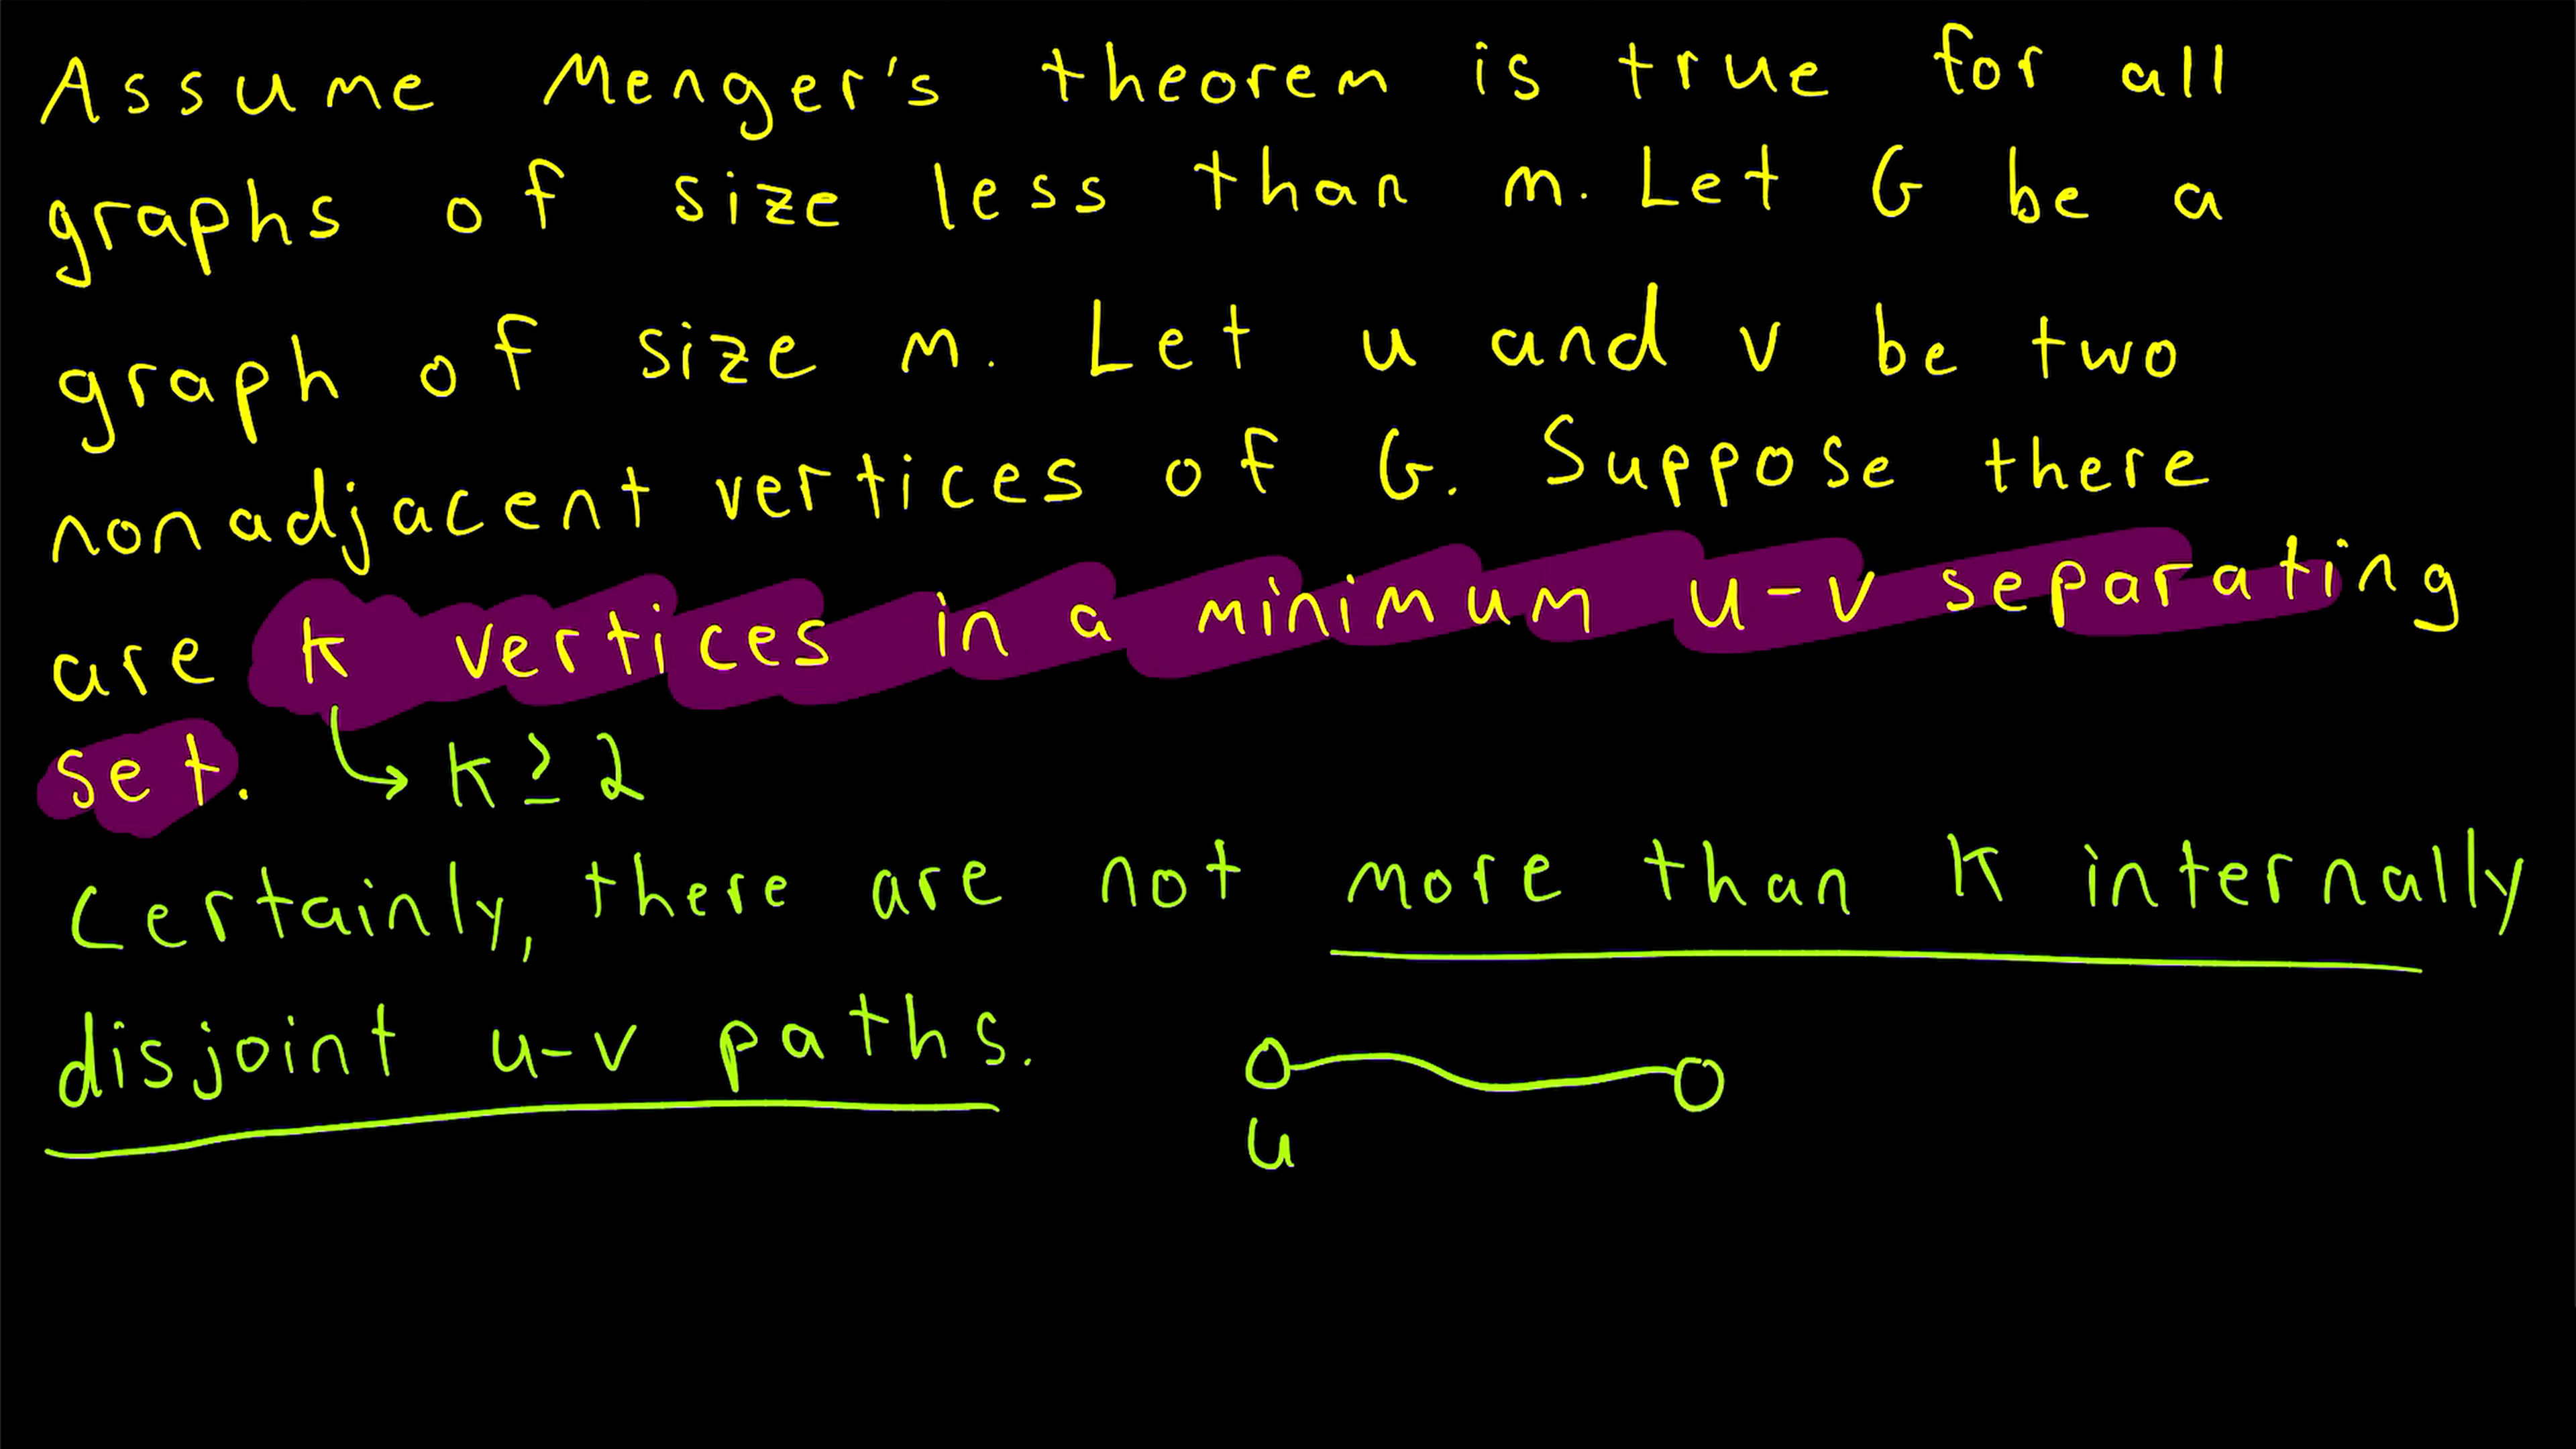 Assume Menger's theorem is true for all
graphs of size less than m. Let G be a
graph of size m. Let u and v be two
nonadjacent vertices of G. Suppose there
are k vertices in a minimum u-v separating
set. → k ≥ 2
Certainly, there are not more than k internally
disjoint u-v paths.
u